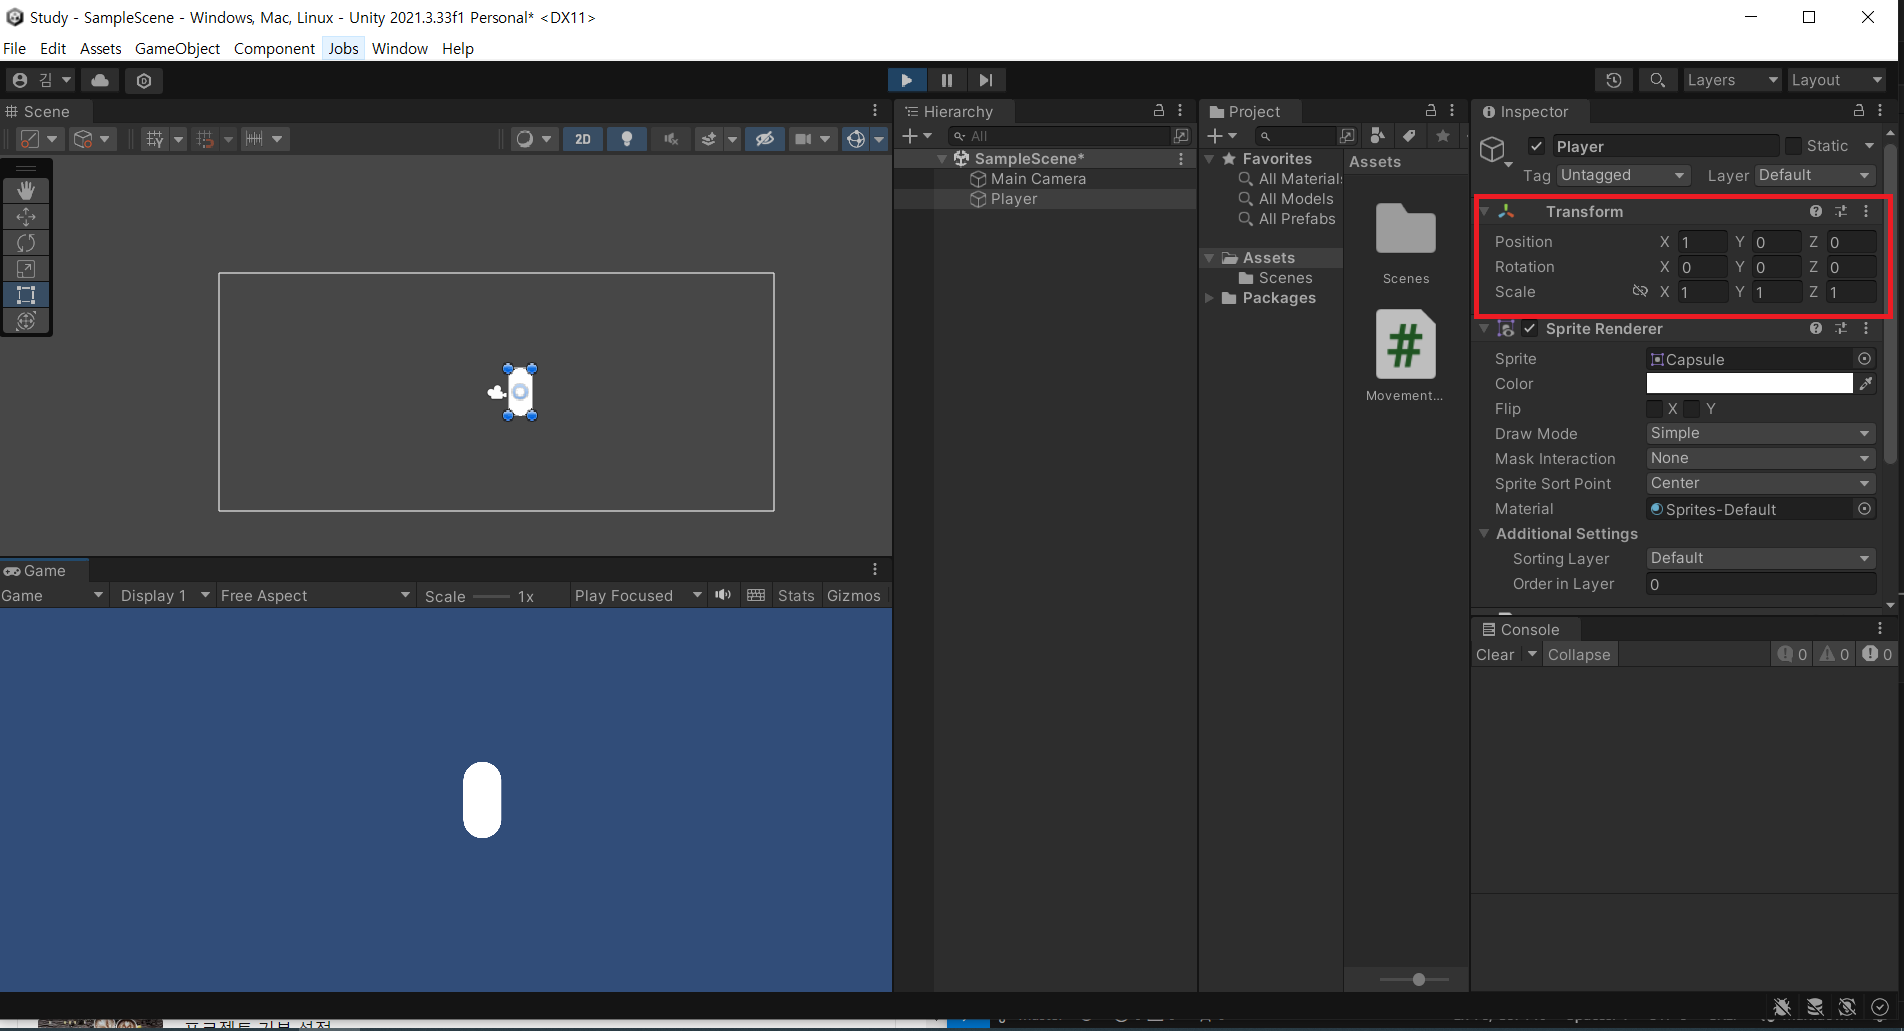 Study - SampleScene - Windows, Mac, Linux - Unity 2021.3.33f1 Personal* <DX11>
File Edit Assets GameObject Component Jobs Window Help
김
Layers
Layout
Scene
2D
Game
Game
Display 1
Free Aspect
Scale
1x
Play Focused
Stats
Gizmos
Hierarchy
All
SampleScene*
Main Camera
Player
Project
Favorites
All Materials
All Models
All Prefabs
Assets
Scenes
Packages
Assets
Scenes
Movement...
Inspector
Player
Static
Tag Untagged Layer Default
Transform
Position X 1 Y 0 Z 0
Rotation X 0 Y 0 Z 0
Scale X 1 Y 1 Z 1
Sprite Renderer
Sprite Capsule
Color
Flip X Y
Draw Mode Simple
Mask Interaction None
Sprite Sort Point Center
Material Sprites-Default
Additional Settings
Sorting Layer Default
Order in Layer 0
Console
Clear Collapse 0 0 0